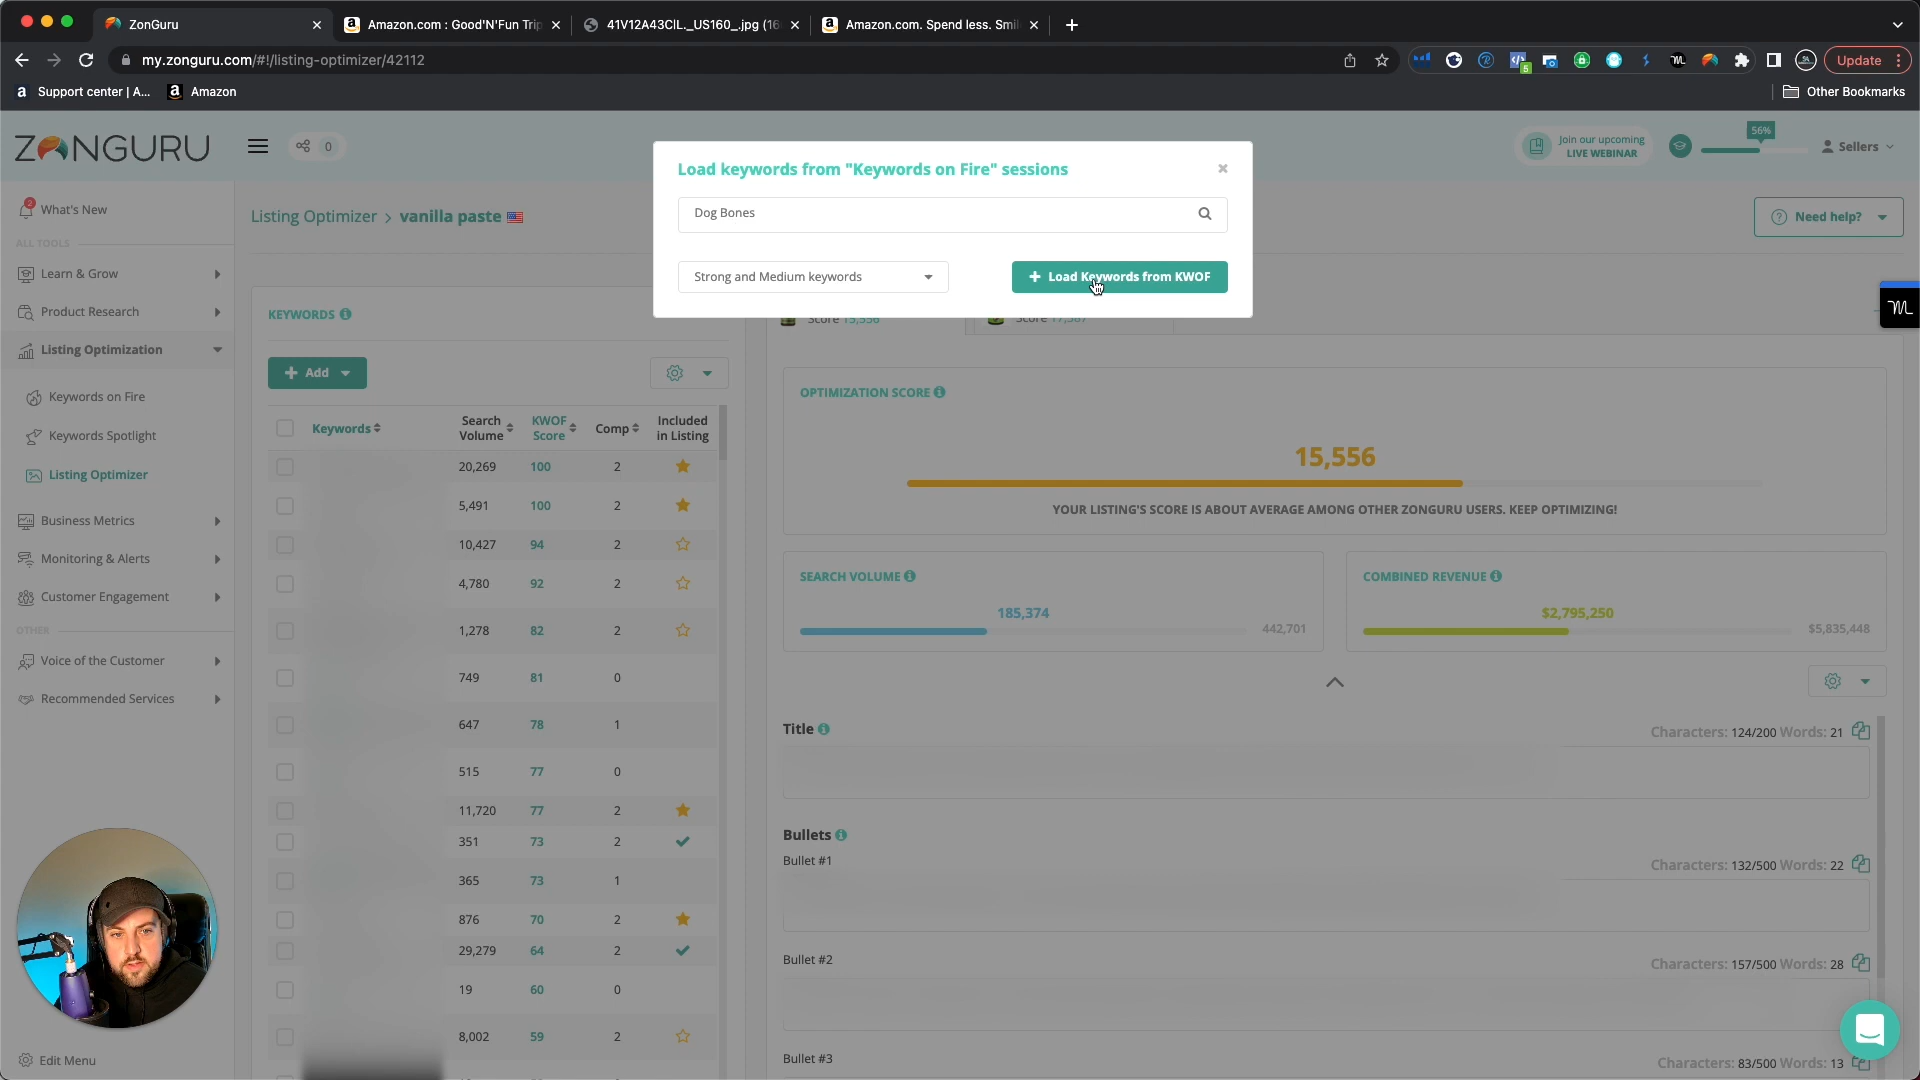 ZonGuru
Amazon.com : Good'N'Fun Trip
41V12A43CIL._US160_.jpg (16
Amazon.com. Spend less. Smil
my.zonguru.com/#!/listing-optimizer/42112
5
Update
Support center | A...
Amazon
Other Bookmarks
ZONGURU
0
Join our upcoming
LIVE WEBINAR
56%
Sellers
2
What's New
ALL TOOLS
Learn & Grow
Product Research
Listing Optimization
Keywords on Fire
Keywords Spotlight
Listing Optimizer
Business Metrics
Monitoring & Alerts
Customer Engagement
OTHER
Voice of the Customer
Recommended Services
Edit Menu
Listing Optimizer > vanilla paste
Need help?
Load keywords from "Keywords on Fire" sessions
Dog Bones
Strong and Medium keywords
Load Keywords from KWOF
KEYWORDS
Add
Keywords
Search Volume
KWOF Score
Comp
Included in Listing
20,269 100 2
5,491 100 2
10,427 94 2
4,780 92 2
1,278 82 2
749 81 0
647 78 1
515 77 0
11,720 77 2
351 73 2
365 73 1
876 70 2
29,279 64 2
19 60 0
8,002 59 2
Score 15,556
Score 17,587
OPTIMIZATION SCORE
15,556
YOUR LISTING'S SCORE IS ABOUT AVERAGE AMONG OTHER ZONGURU USERS. KEEP OPTIMIZING!
SEARCH VOLUME
185,374
442,701
COMBINED REVENUE
$2,795,250
$5,835,448
Title
Characters: 124/200 Words: 21
Bullets
Bullet #1
Characters: 132/500 Words: 22
Bullet #2
Characters: 157/500 Words: 28
Bullet #3
Characters: 83/500 Words: 13